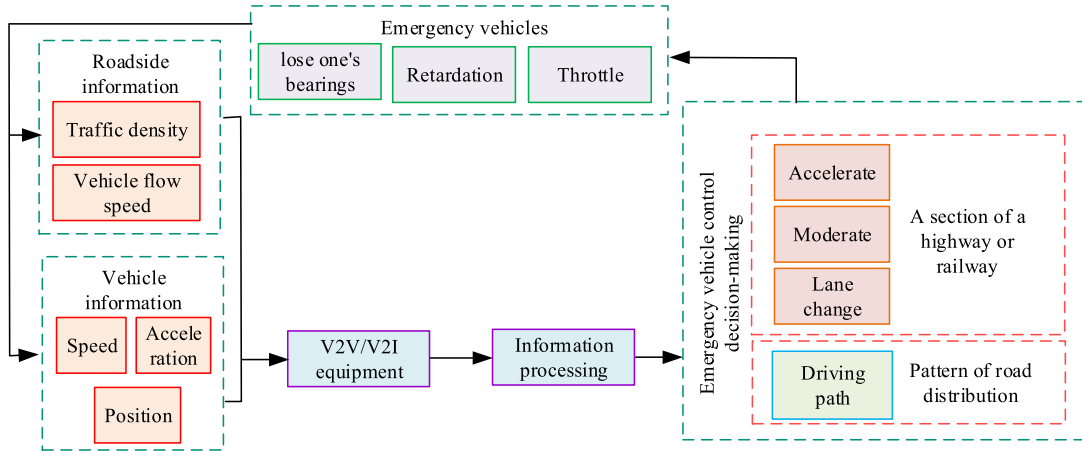 Emergency vehicles
lose one's
bearings
Retardation
Throttle
Roadside
information
Traffic density
Vehicle flow
speed
Vehicle
information
Speed
Accele
ration
Position
V2V/V2I
equipment
Information
processing
Emergency vehicle control
decision-making
Accelerate
Moderate
Lane
change
A section of a
highway or
railway
Driving
path
Pattern of road
distribution